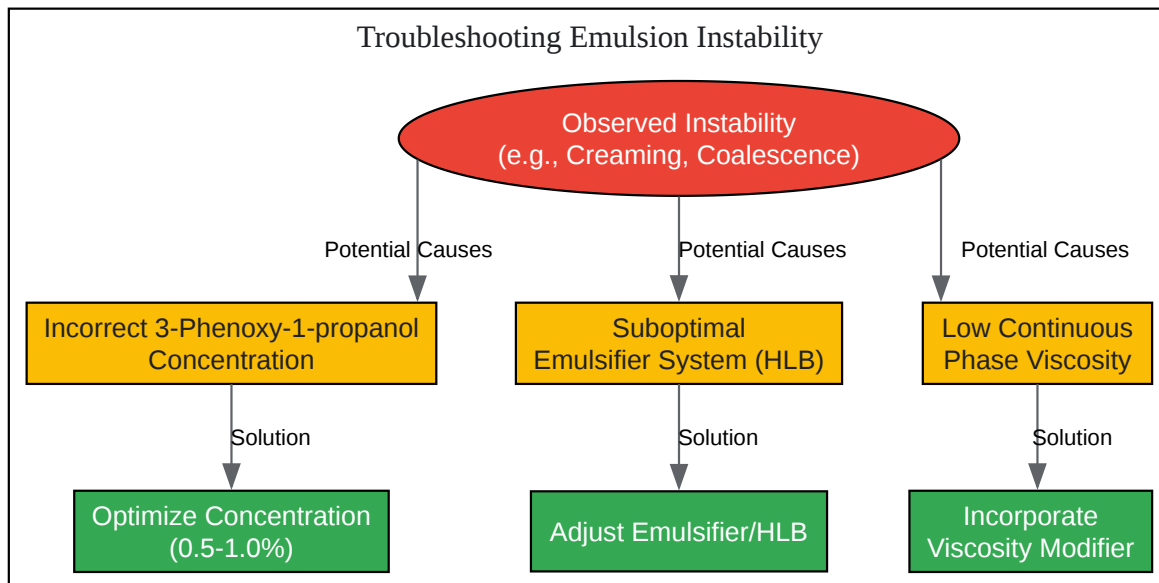 Troubleshooting Emulsion Instability
Observed Instability
(e.g., Creaming, Coalescence)
Potential Causes
Potential Causes
Potential Causes
Incorrect 3-Phenoxy-1-propanol
Concentration
Suboptimal
Emulsifier System (HLB)
Low Continuous
Phase Viscosity
Solution
Solution
Solution
Optimize Concentration
(0.5-1.0%)
Adjust Emulsifier/HLB
Incorporate
Viscosity Modifier